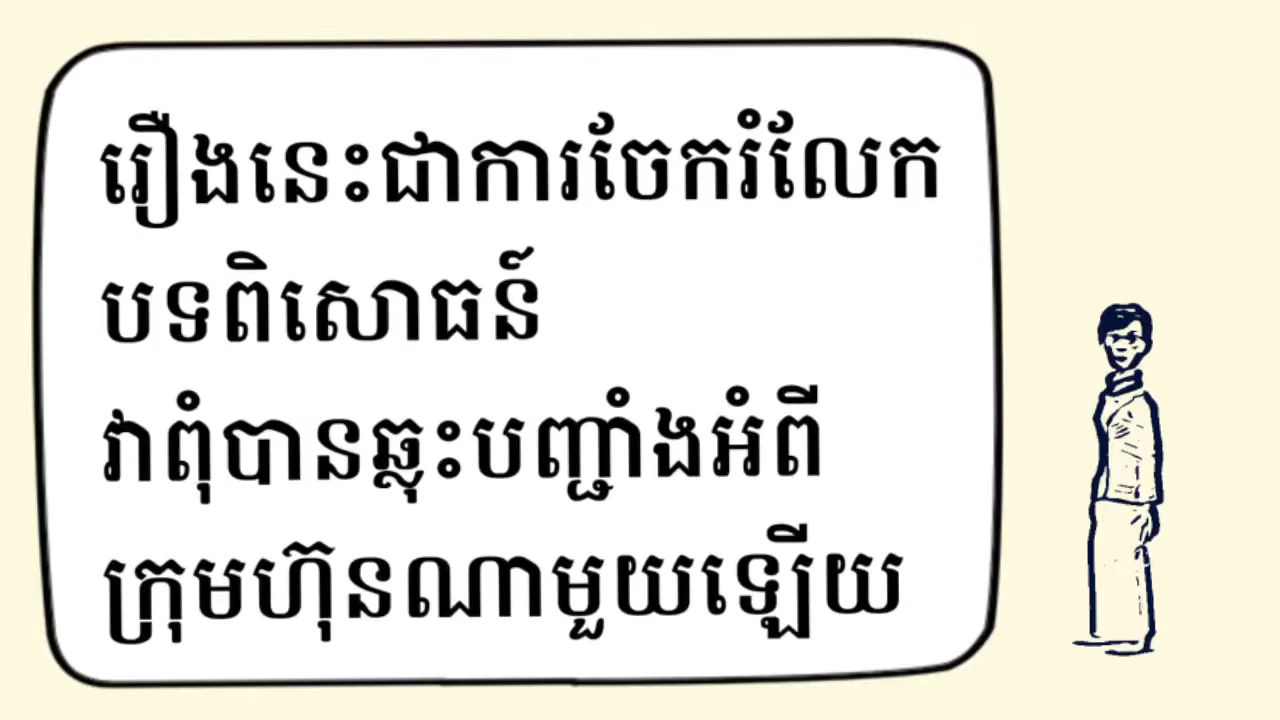 រឿងនេះជាការចែករំលែក
បទពិសោធន៍
វាពុំបានឆ្លុះបញ្ជាំងអំពី
ក្រុមហ៊ុនណាមួយឡើយ